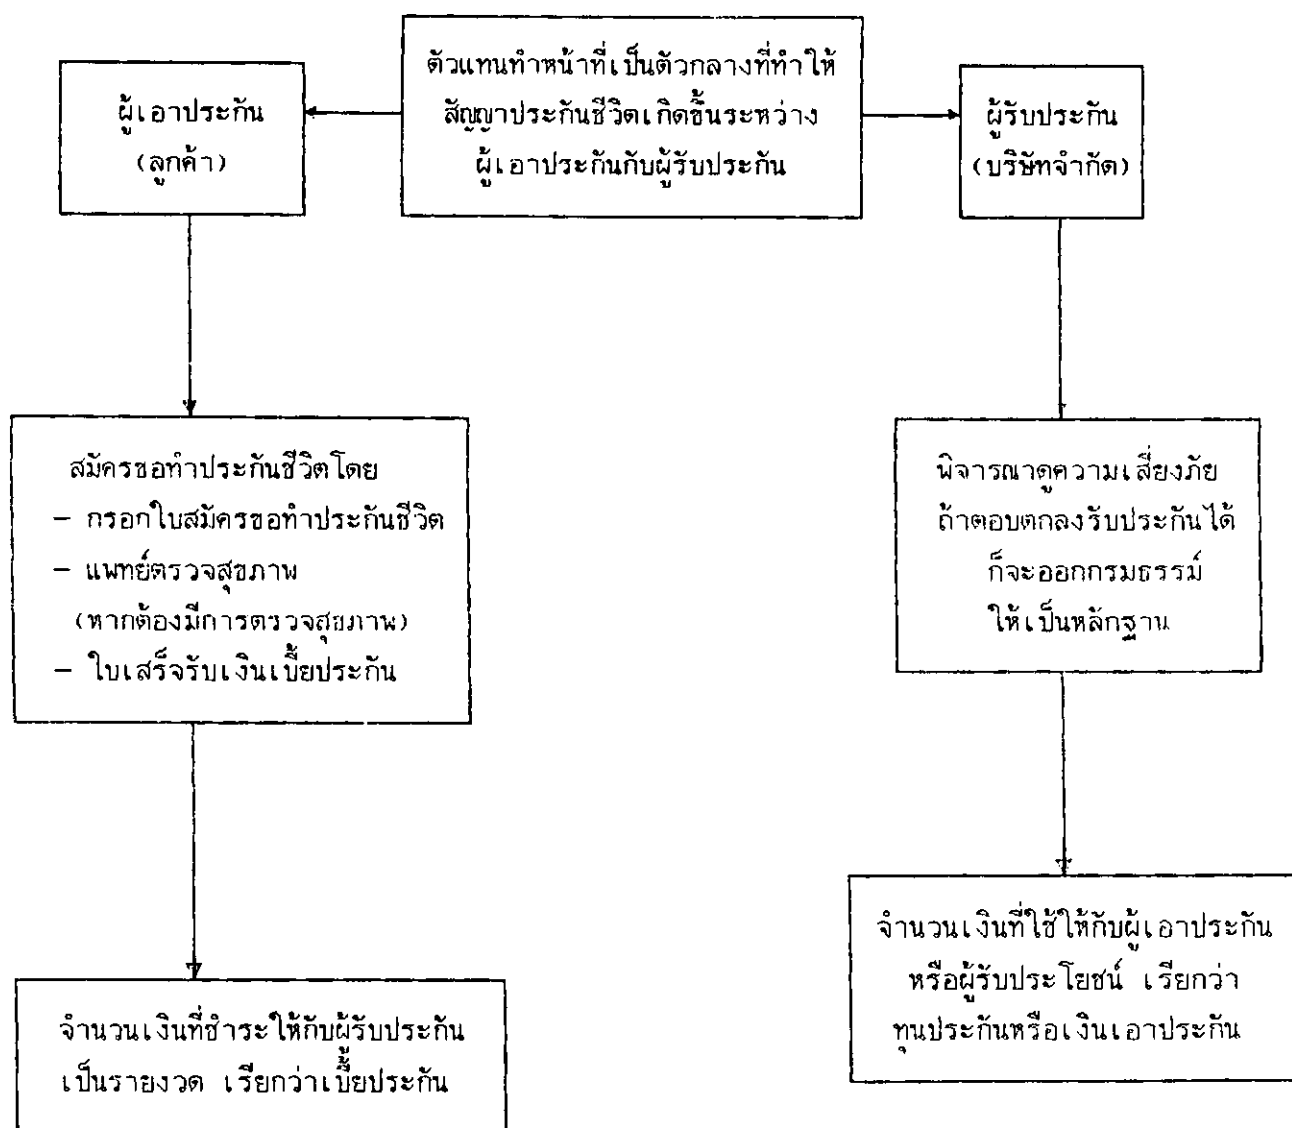 ตัวแทนทำหน้าที่เป็นตัวกลางที่ทำให้
สัญญาประกันชีวิตเกิดขึ้นระหว่าง
ผู้เอาประกันกับผู้รับประกัน
ผู้เอาประกัน
(ลูกค้า)
ผู้รับประกัน
(บริษัทจำกัด)
สมัครขอทำประกันชีวิตโดย
- กรอกใบสมัครขอทำประกันชีวิต
- แพทย์ตรวจสุขภาพ
(หากต้องมีการตรวจสุขภาพ)
- ใบเสร็จรับเงินเบี้ยประกัน
พิจารณาดูความเสี่ยงภัย
ถ้าตอบตกลงรับประกันได้
ก็จะออกกรมธรรม์
ให้เป็นหลักฐาน
จำนวนเงินที่ชำระให้กับผู้รับประกัน
เป็นรายงวด เรียกว่าเบี้ยประกัน
จำนวนเงินที่ใช้ให้กับผู้เอาประกัน
หรือผู้รับประโยชน์ เรียกว่า
ทุนประกันหรือเงินเอาประกัน